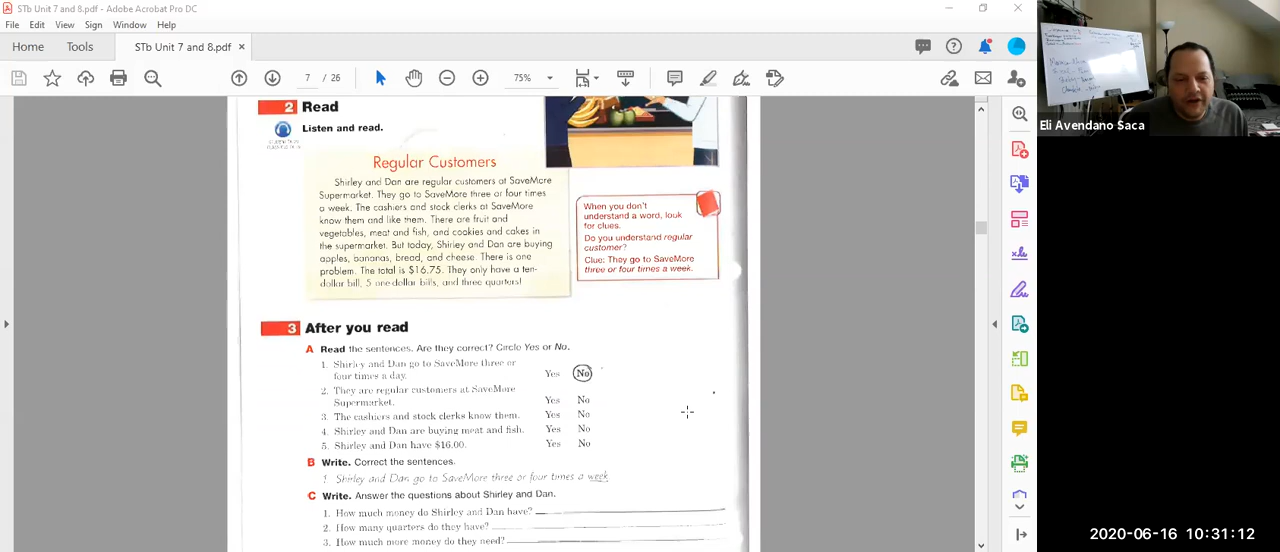 STb Unit 7 and 8.pdf - Adobe Acrobat Pro DC
File Edit View Sign Window Help
Home Tools STb Unit 7 and 8.pdf ×
7 / 26 75%
2 Read
Listen and read.
Regular Customers
Shirley and Dan are regular customers at SaveMore
Supermarket. They go to SaveMore three or four times
a week. The cashiers and stock clerks at SaveMore
know them and like them. There are fruit and
vegetables, meat and fish, and cookies and cakes in
the supermarket. But today, Shirley and Dan are buying
apples, bananas, bread, and cheese. There is one
problem. The total is $16.75. They only have a ten-
dollar bill, 5 one-dollar bills, and three quarters!
When you don't
understand a word, look
for clues.
Do you understand regular
customer?
Clue: They go to SaveMore
three or four times a week.
3 After you read
A Read the sentences. Are they correct? Circle Yes or No.
1. Shirley and Dan go to SaveMore three or
four times a day. Yes No
2. They are regular customers at SaveMore
Supermarket. Yes No
3. The cashiers and stock clerks know them. Yes No
4. Shirley and Dan are buying meat and fish. Yes No
5. Shirley and Dan have $16.00. Yes No
B Write. Correct the sentences.
Shirley and Dan go to SaveMore three or four times a week.
C Write. Answer the questions about Shirley and Dan.
1. How much money do Shirley and Dan have?
2. How many quarters do they have?
3. How much more money do they need?
Eli Avendano Saca
2020-06-16 10:31:12